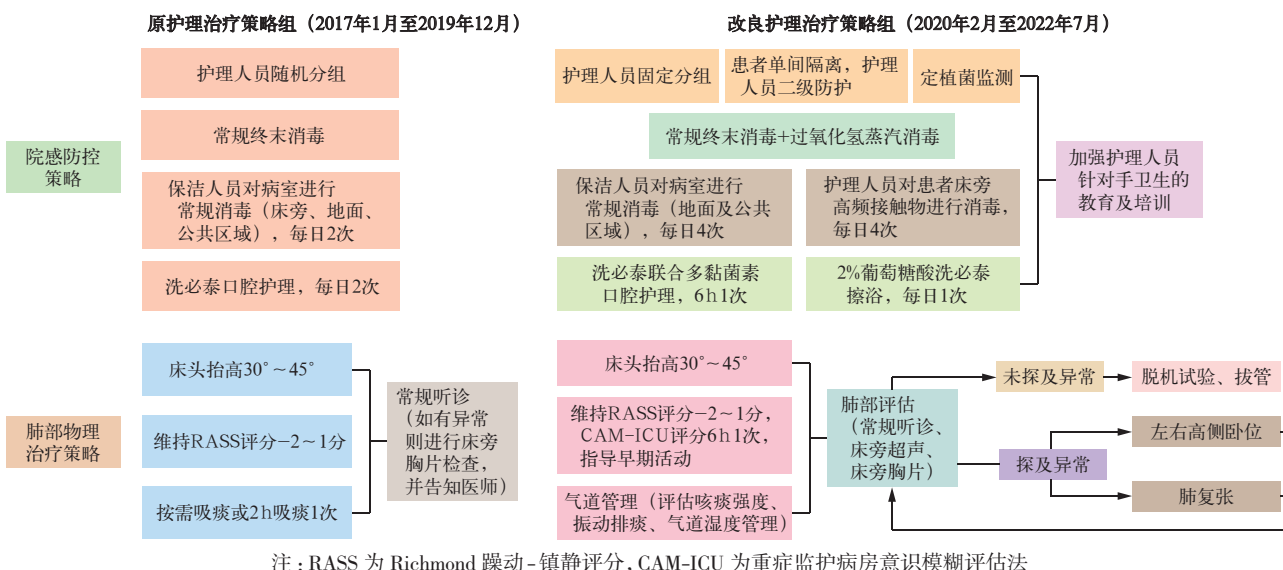 原护理治疗策略组（2017年1月至2019年12月）
改良护理治疗策略组（2020年2月至2022年7月）
院感防控
策略
护理人员随机分组
常规终末消毒
保洁人员对病室进行
常规消毒（床旁、地面、
公共区域），每日2次
洗必泰口腔护理，每日2次
护理人员固定分组
患者单间隔离，护理
人员二级防护
定植菌监测
常规终末消毒+过氧化氢蒸汽消毒
保洁人员对病室进行
常规消毒（地面及公共
区域），每日4次
护理人员对患者床旁
高频接触物进行消毒，
每日4次
洗必泰联合多黏菌素
口腔护理，6h1次
2%葡萄糖酸洗必泰
擦浴，每日1次
加强护理人员
针对手卫生的
教育及培训
肺部物理
治疗策略
床头抬高30°～45°
维持RASS评分−2～1分
按需吸痰或2h吸痰1次
常规听诊
（如有异常
则进行床旁
胸片检查，
并告知医师）
床头抬高30°～45°
维持RASS评分−2～1分，
CAM−ICU评分6h1次，
指导早期活动
气道管理（评估咳痰强度、
振动排痰、气道湿度管理）
肺部评估
（常规听诊、
床旁超声、
床旁胸片）
未探及异常
脱机试验、拔管
探及异常
左右高侧卧位
肺复张
注：RASS 为 Richmond 躁动-镇静评分，CAM-ICU 为重症监护病房意识模糊评估法